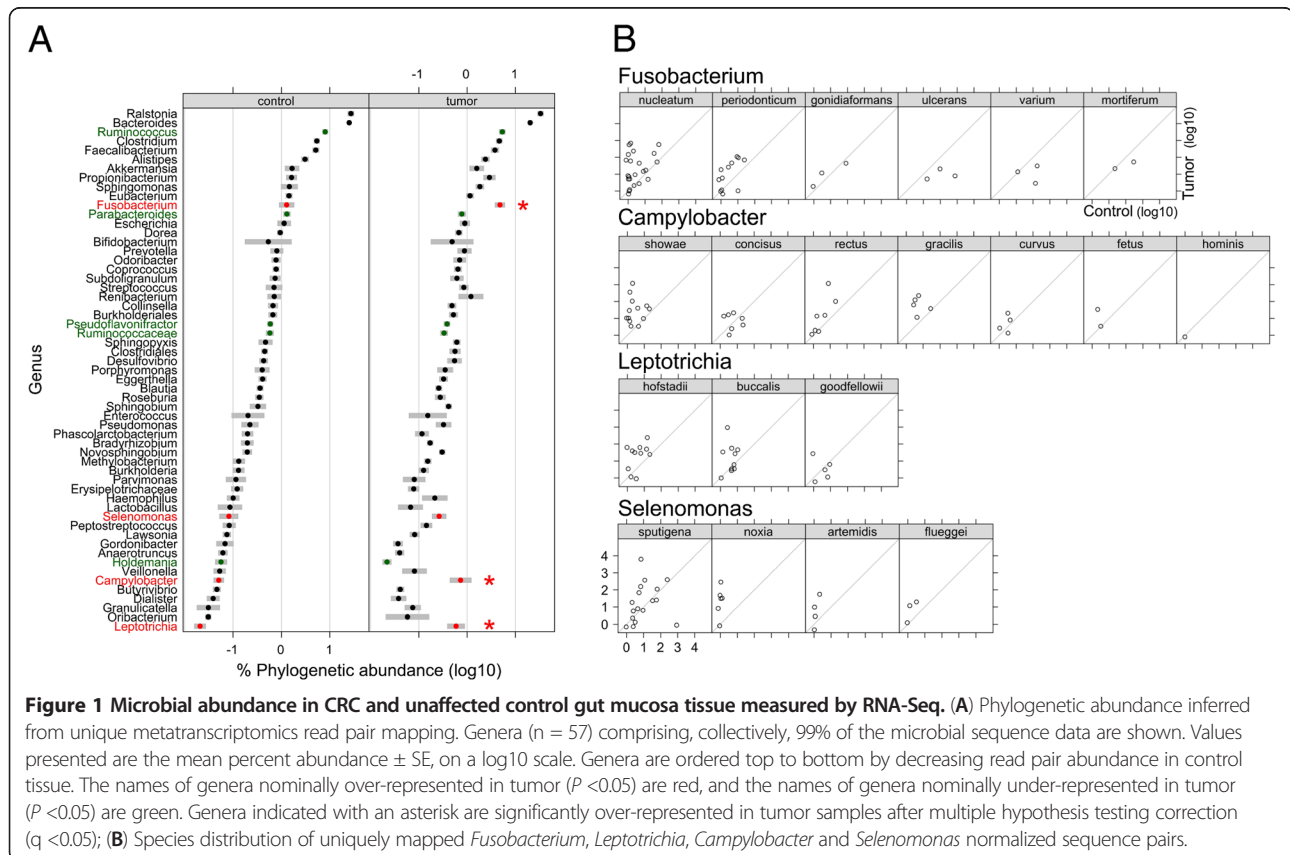 A
B
-1 0 1
control tumor
Ralstonia
Bacteroides
Ruminococcus
Clostridium
Faecalibacterium
Alistipes
Akkermansia
Propionibacterium
Sphingomonas
Eubacterium
Fusobacterium *
Parabacteroides
Escherichia
Dorea
Bifidobacterium
Prevotella
Odoribacter
Coprococcus
Subdoligranulum
Streptococcus
Renibacterium
Collinsella
Burkholderiales
Pseudoflavonifractor
Ruminococcaceae
Sphingopyxis
Clostridiales
Desulfovibrio
Porphyromonas
Eggerthella
Blautia
Roseburia
Sphingobium
Enterococcus
Pseudomonas
Phascolarctobacterium
Bradyrhizobium
Novosphingobium
Methylobacterium
Burkholderia
Parvimonas
Erysipelotrichaceae
Haemophilus
Lactobacillus
Selenomonas
Peptostreptococcus
Lawsonia
Gordonibacter
Anaerotruncus
Holdemania
Veillonella
Campylobacter *
Butyrivibrio
Dialister
Granulicatella
Oribacterium
Leptotrichia *
Genus
-1 0 1
% Phylogenetic abundance (log10)
Fusobacterium
nucleatum periodonticum gonidiaformans ulcerans varium mortiferum
Tumor (log10)
Control (log10)
Campylobacter
showae concisus rectus gracilis curvus fetus hominis
Leptotrichia
hofstadii buccalis goodfellowii
Selenomonas
sputigena noxia artemidis flueggei
4
3
2
1
0
0 1 2 3 4
Figure 1 Microbial abundance in CRC and unaffected control gut mucosa tissue measured by RNA-Seq. (A) Phylogenetic abundance inferred
from unique metatranscriptomics read pair mapping. Genera (n = 57) comprising, collectively, 99% of the microbial sequence data are shown. Values
presented are the mean percent abundance ± SE, on a log10 scale. Genera are ordered top to bottom by decreasing read pair abundance in control
tissue. The names of genera nominally over-represented in tumor (P <0.05) are red, and the names of genera nominally under-represented in tumor
(P <0.05) are green. Genera indicated with an asterisk are significantly over-represented in tumor samples after multiple hypothesis testing correction
(q <0.05); (B) Species distribution of uniquely mapped Fusobacterium, Leptotrichia, Campylobacter and Selenomonas normalized sequence pairs.